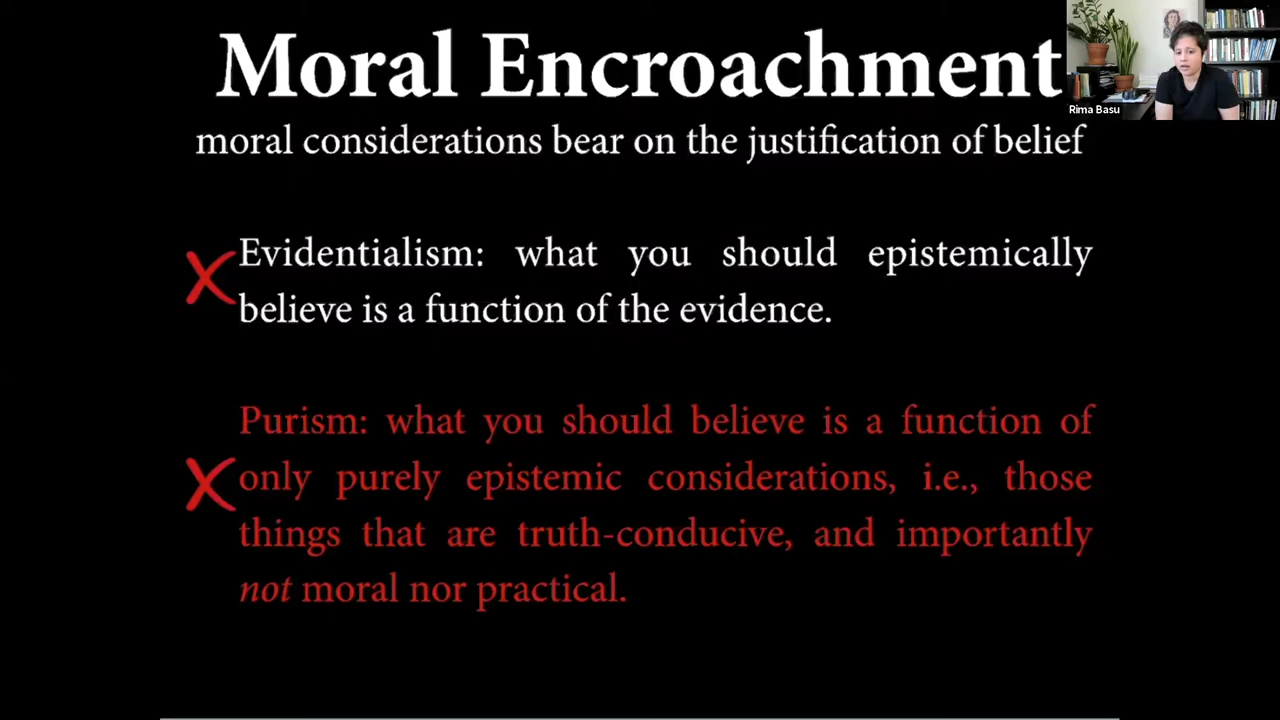 Moral Encroachment
Rima Basu
moral considerations bear on the justification of belief
Evidentialism: what you should epistemically
believe is a function of the evidence.
Purism: what you should believe is a function of
only purely epistemic considerations, i.e., those
things that are truth-conducive, and importantly
not moral nor practical.